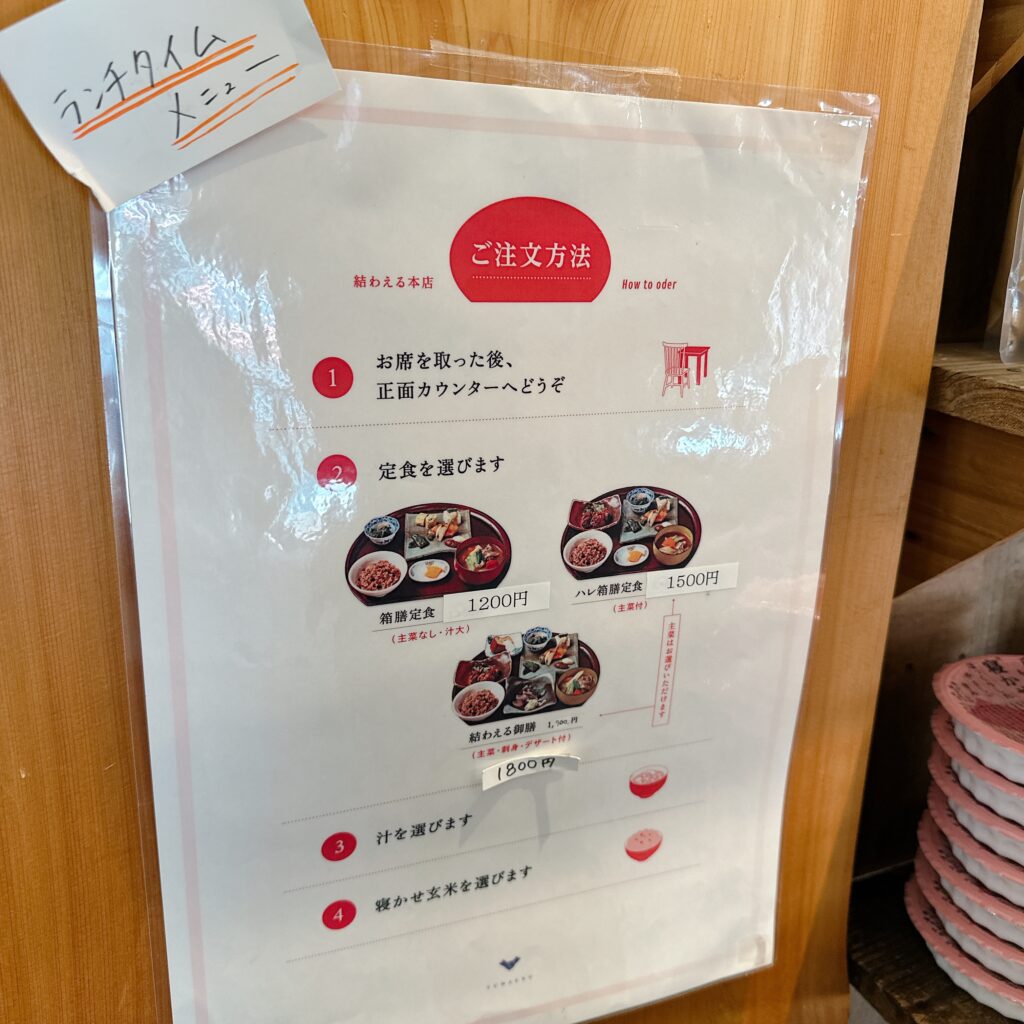 ランチタイム
メニュー
ご注文方法
結わえる本店
How to oder
1
お席を取った後、
正面カウンターへどうぞ
2
定食を選びます
箱膳定食 1200円
(主菜なし・汁大)
ハレ箱膳定食 1500円
(主菜付)
主菜はお選びいただけます
結わえる御膳
(主菜・刺身・デザート付)
1800円
3
汁を選びます
4
寝かせ玄米を選びます
YUWAERU